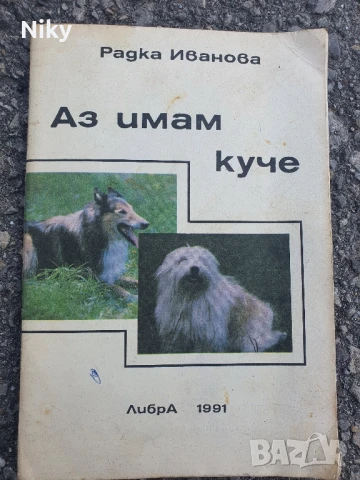 Niky
Радка Иванова
Аз имам
куче
ЛибрА 1991
BAZAR